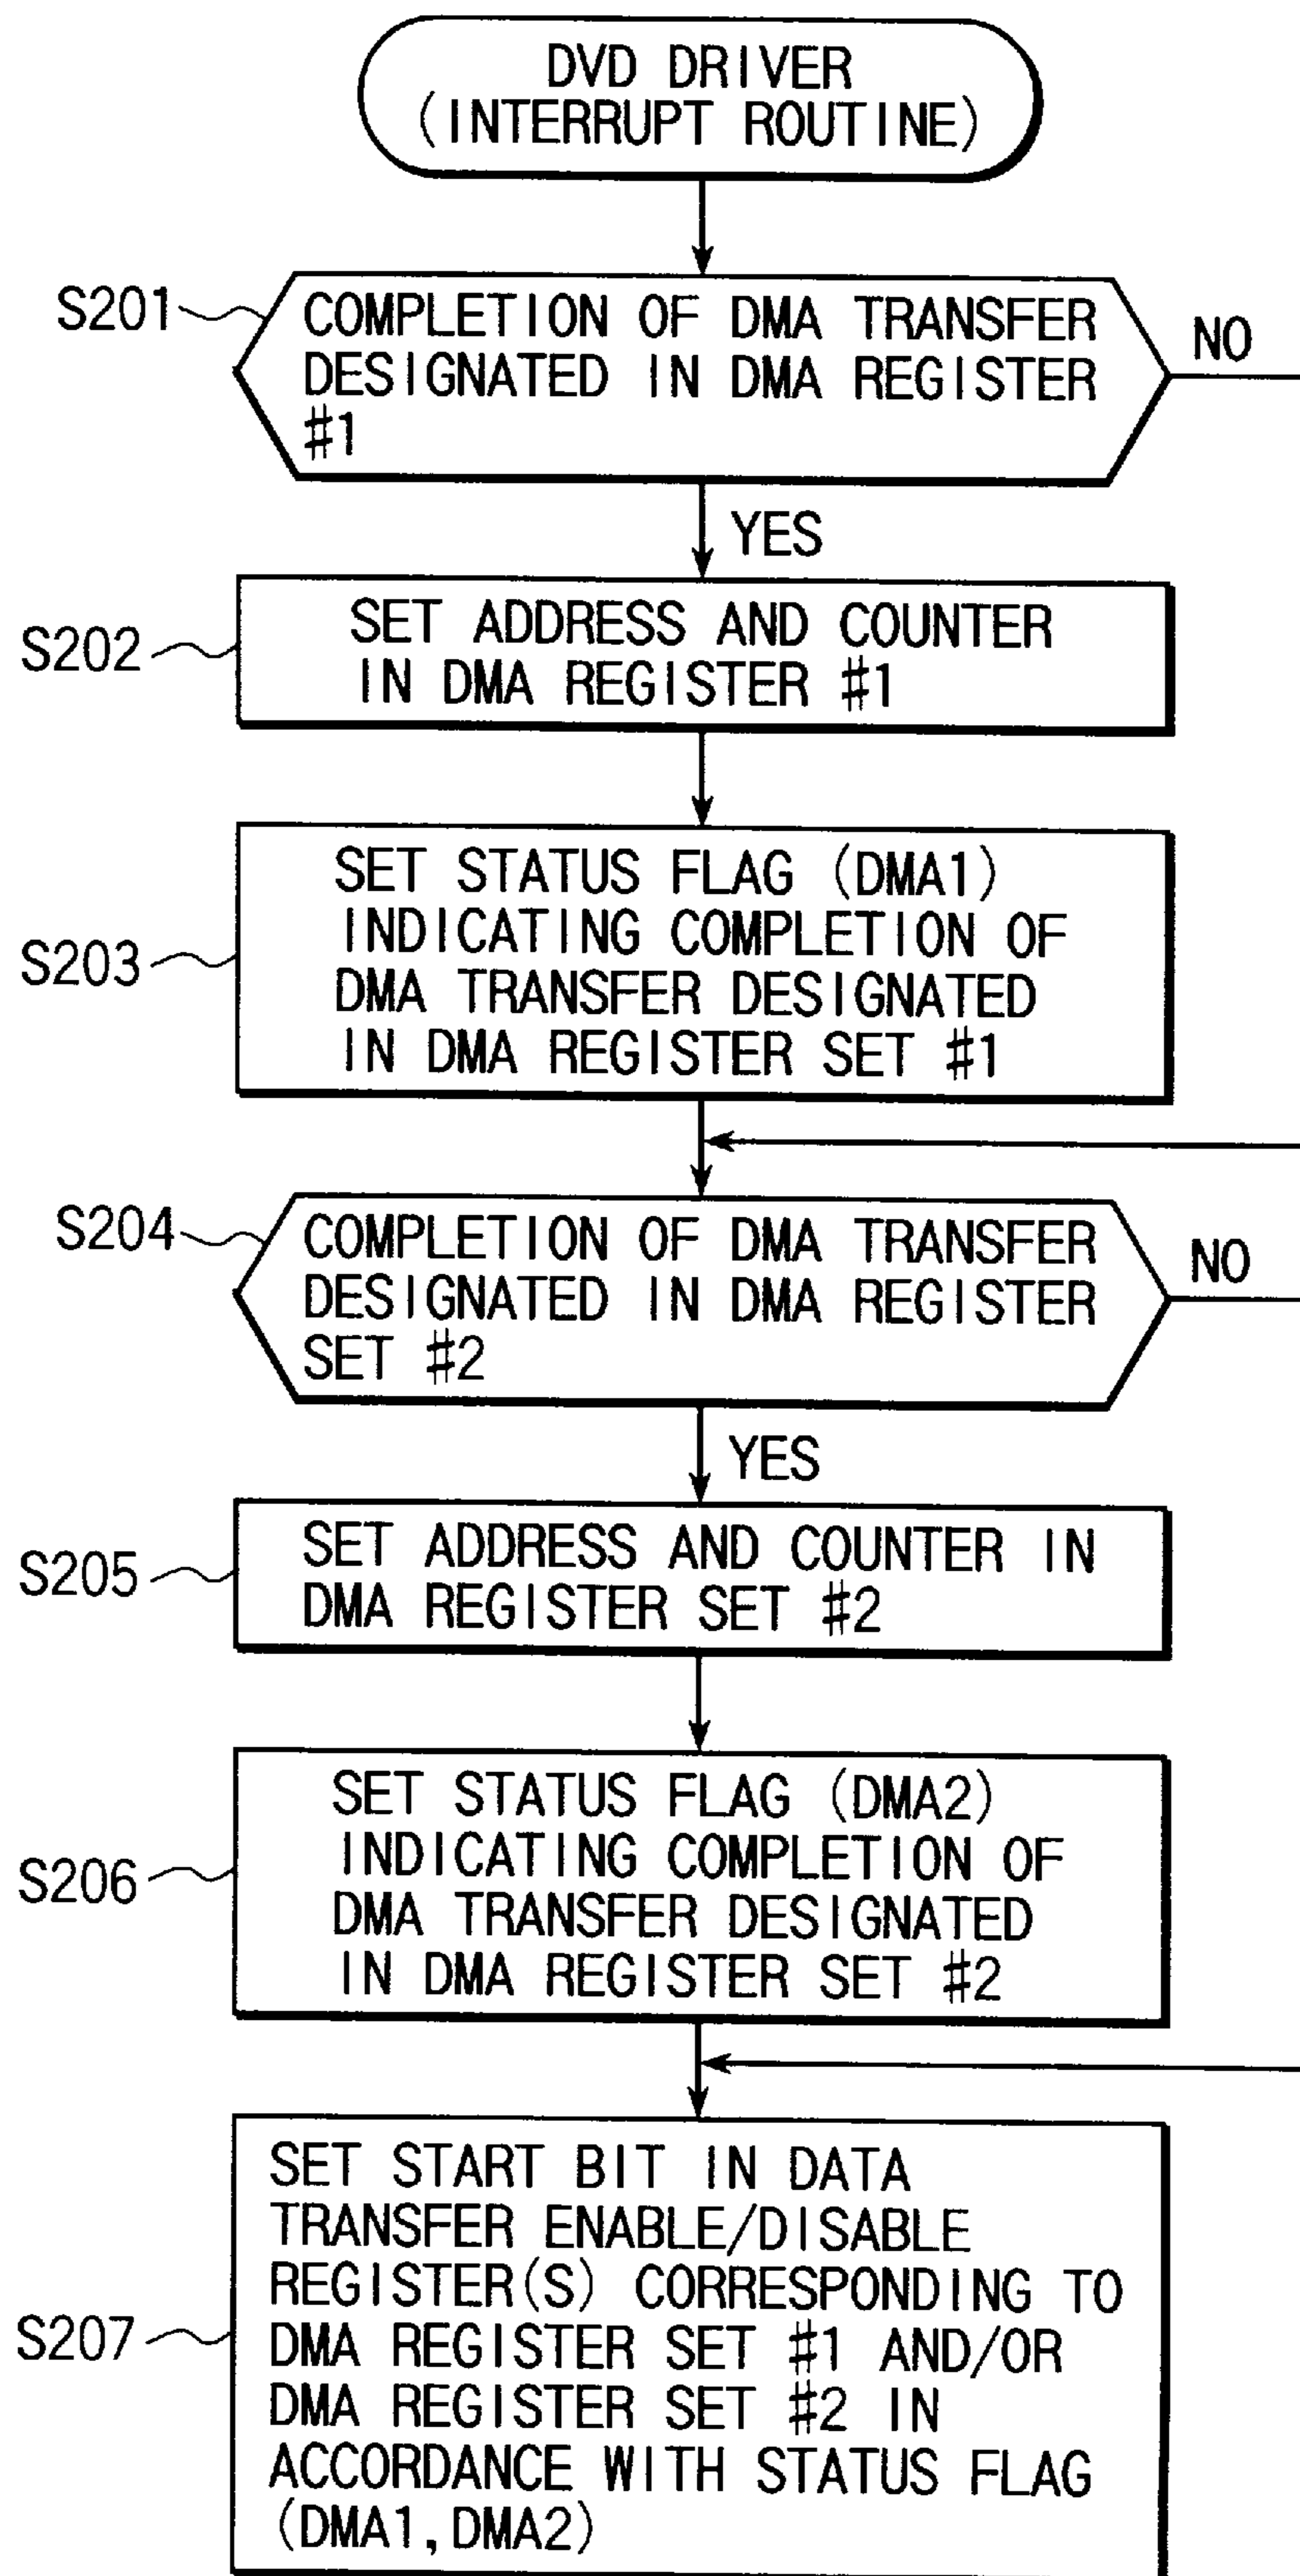 DVD DRIVER
(INTERRUPT ROUTINE)
S201
COMPLETION OF DMA TRANSFER
DESIGNATED IN DMA REGISTER
#1
NO
YES
S202
SET ADDRESS AND COUNTER
IN DMA REGISTER #1
S203
SET STATUS FLAG (DMA1)
INDICATING COMPLETION OF
DMA TRANSFER DESIGNATED
IN DMA REGISTER SET #1
S204
COMPLETION OF DMA TRANSFER
DESIGNATED IN DMA REGISTER
SET #2
NO
YES
S205
SET ADDRESS AND COUNTER IN
DMA REGISTER SET #2
S206
SET STATUS FLAG (DMA2)
INDICATING COMPLETION OF
DMA TRANSFER DESIGNATED
IN DMA REGISTER SET #2
S207
SET START BIT IN DATA
TRANSFER ENABLE/DISABLE
REGISTER(S) CORRESPONDING TO
DMA REGISTER SET #1 AND/OR
DMA REGISTER SET #2 IN
ACCORDANCE WITH STATUS FLAG
(DMA1,DMA2)